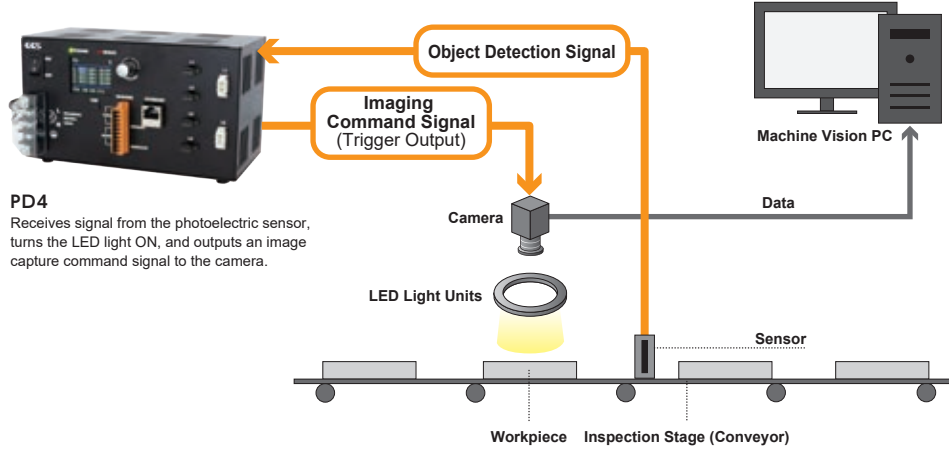 CCS
Object Detection Signal
Imaging
Command Signal
(Trigger Output)
Machine Vision PC
PD4
Receives signal from the photoelectric sensor,
turns the LED light ON, and outputs an image
capture command signal to the camera.
Camera
Data
LED Light Units
Sensor
Workpiece
Inspection Stage (Conveyor)